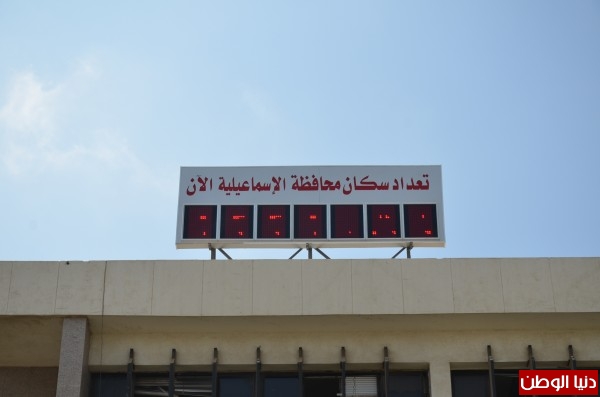 تعداد سكان محافظة الإسماعيلية الآن
دنيا الوطن